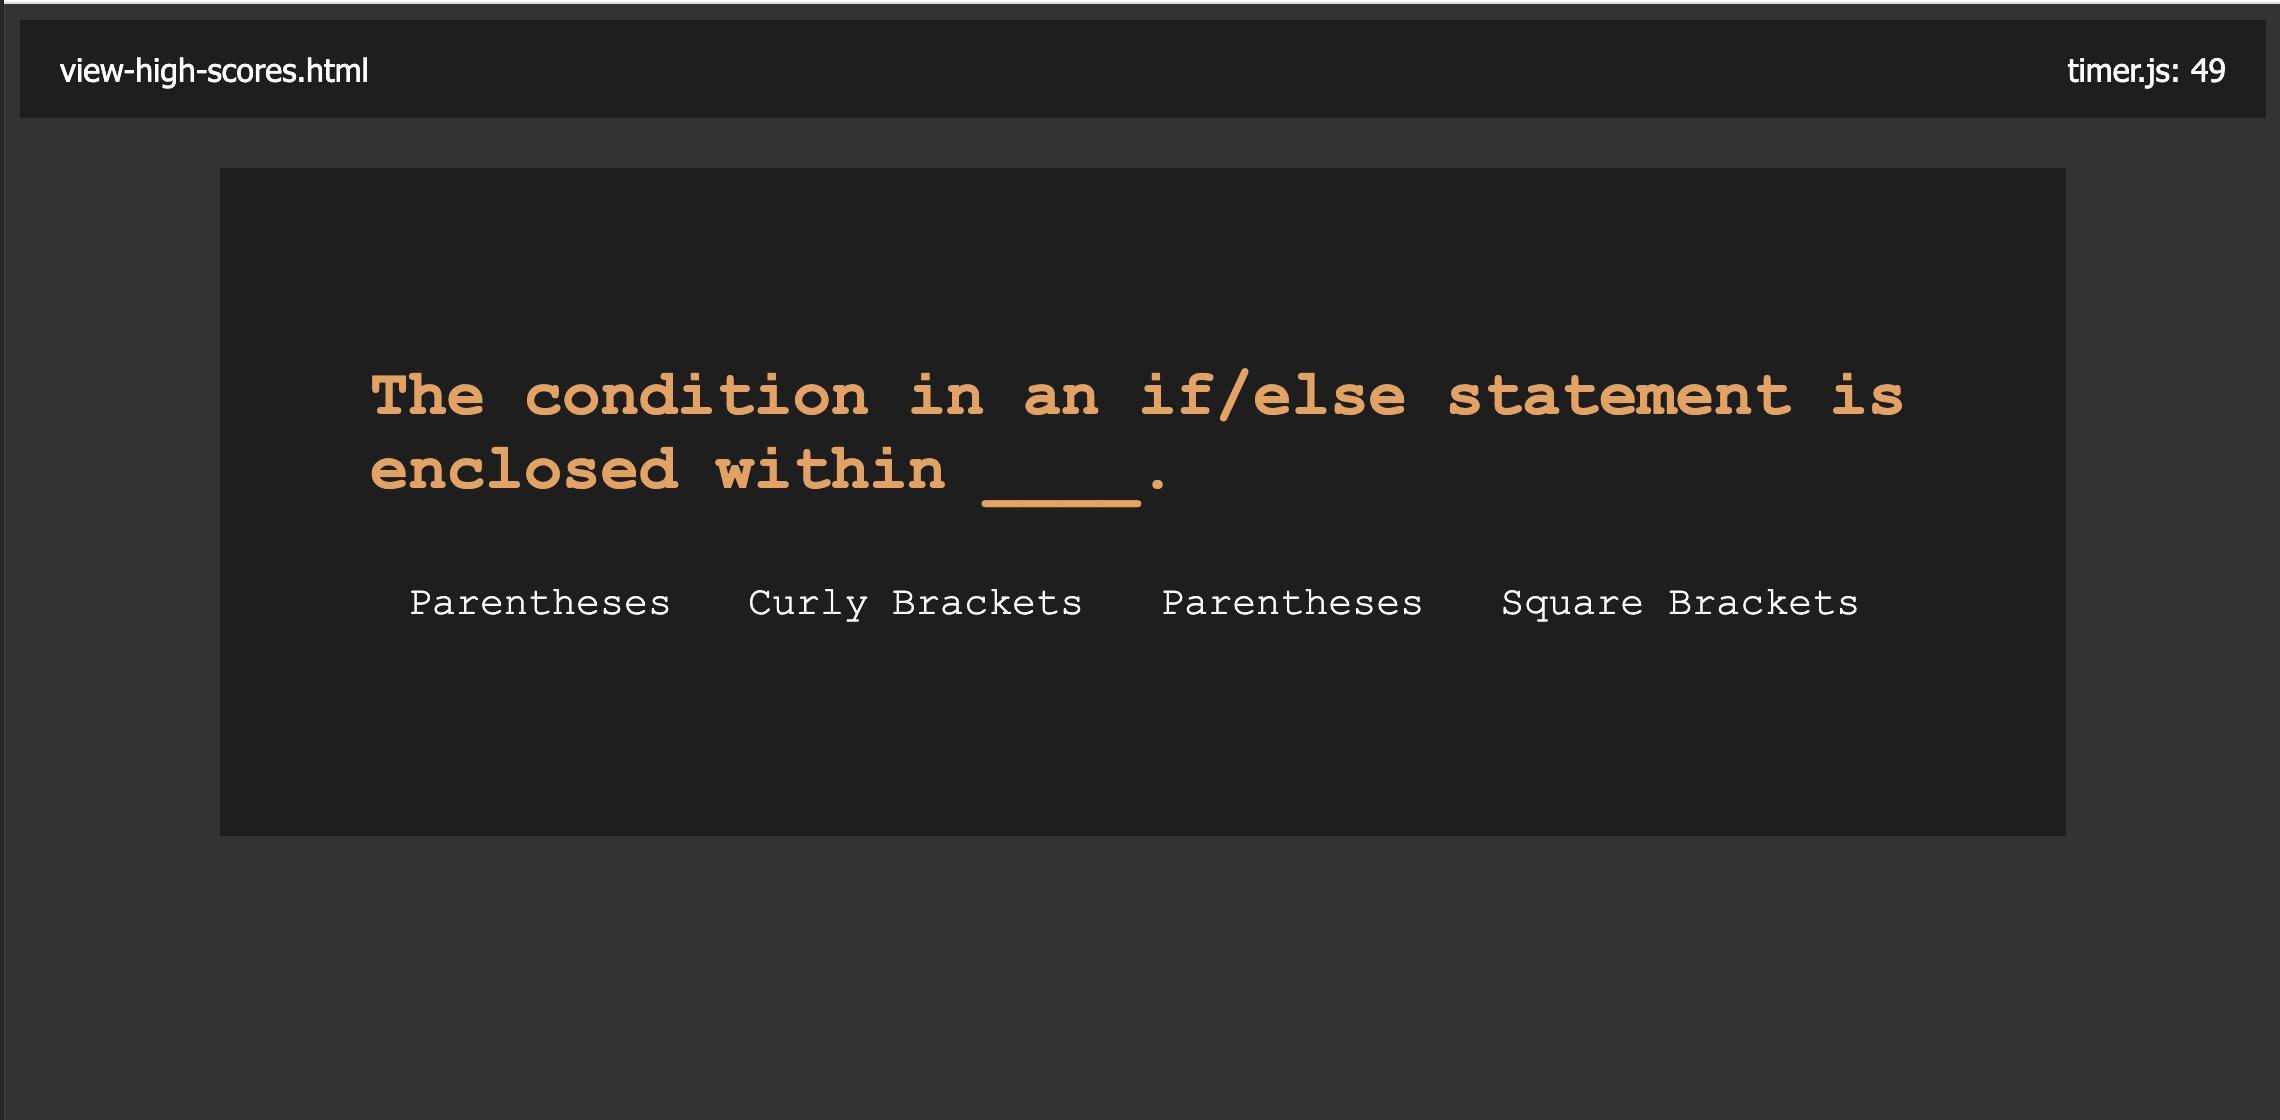 view-high-scores.html
timer.js: 49
The condition in an if/else statement is
enclosed within ____.
Parentheses Curly Brackets Parentheses Square Brackets